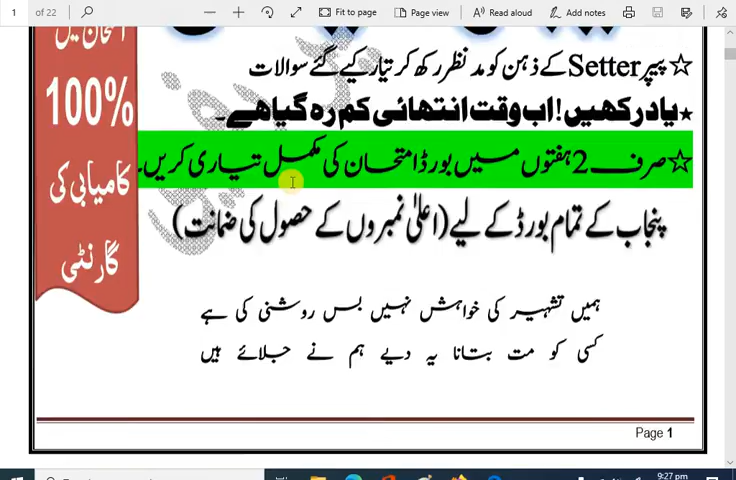 1 of 22 Fit to page Page view Read aloud Add notes
امتحان میں
100%
کامیابی کی
گارنٹی
☆ پیپر Setter کے ذہن کو مدنظر رکھ کر تیار کیے گئے سوالات
★ یاد رکھیں! اب وقت انتھائی کم رہ گیا ھے۔
☆ صرف 2 ہفتوں میں بورڈ امتحان کی مکمل تیاری کریں۔
پنجاب کے تمام بورڈ کے لیے (اعلیٰ نمبروں کے حصول کی ضمانت)
ہمیں تشہیر کی خواہش نہیں بس روشنی کی ہے
کسی کو مت بتانا یہ دیے ہم نے جلائے ہیں
Page 1
9:27 pm